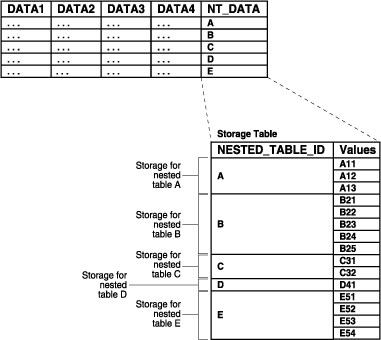 DATA1 DATA2 DATA3 DATA4 NT_DATA
... ... ... ... A
... ... ... ... B
... ... ... ... C
... ... ... ... D
... ... ... ... E
Storage Table
NESTED_TABLE_ID Values
Storage for
nested
table A
A
A11
A12
A13
Storage for
nested
table B
B
B21
B22
B23
B24
B25
Storage for
nested
table C
C
C31
C32
Storage for
nested
table D
D
D41
Storage for
nested
table E
E
E51
E52
E53
E54